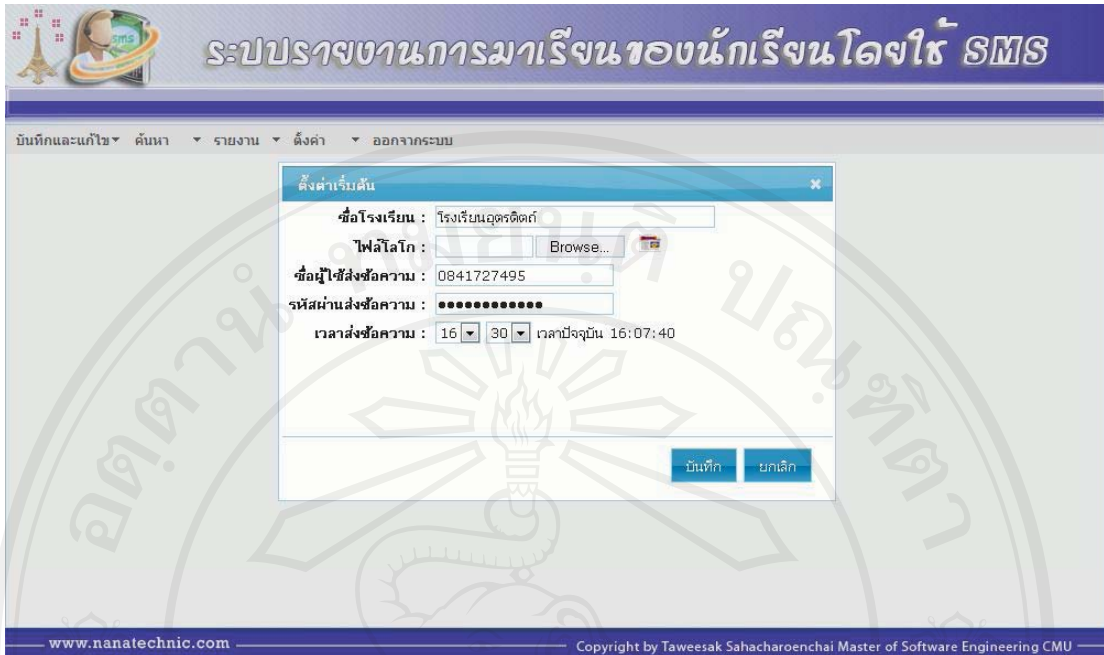 sms
ระบบรายงานการมาเรียนของนักเรียนโดยใช้ SMS
บันทึกและแก้ไข ค้นหา รายงาน ตั้งค่า ออกจากระบบ
ตั้งค่าเริ่มต้น
ชื่อโรงเรียน : โรงเรียนอุตรดิตถ์
ไฟล์โลโก : Browse...
ชื่อผู้ใช้ส่งข้อความ : 0841727495
รหัสผ่านส่งข้อความ : ●●●●●●●●●●●●
เวลาส่งข้อความ : 16 30 เวลาปัจจุบัน 16:07:40
บันทึก ยกเลิก
www.nanatechnic.com
Copyright by Taweesak Sahacharoenchai Master of Software Engineering CMU